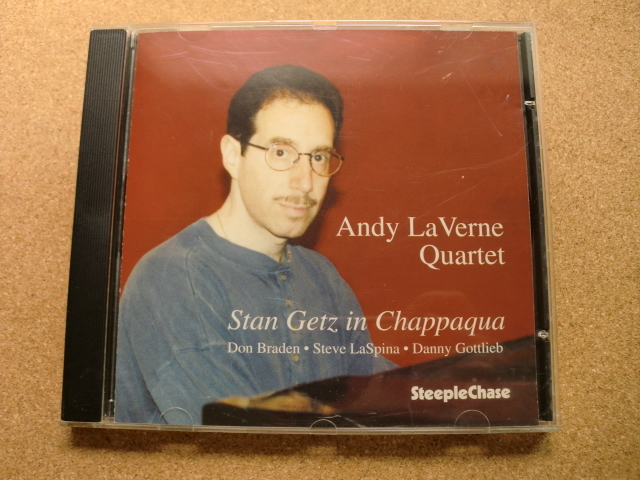 Andy LaVerne
Quartet
Stan Getz in Chappaqua
Don Braden • Steve LaSpina • Danny Gottlieb
SteepleChase